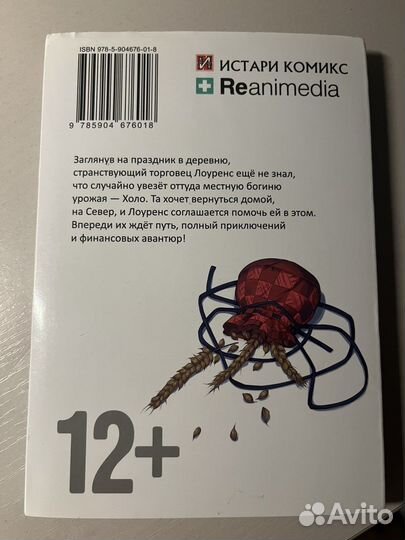 ISBN 978-5-904676-01-8
9 785904 676018
ИСТАРИ КОМИКС
Reanimedia
Заглянув на праздник в деревню,
странствующий торговец Лоуренс ещё не знал,
что случайно увезёт оттуда местную богиню
урожая — Холо. Та хочет вернуться домой,
на Север, и Лоуренс соглашается помочь ей в этом.
Впереди их ждёт путь, полный приключений
и финансовых авантюр!
12+
Avito